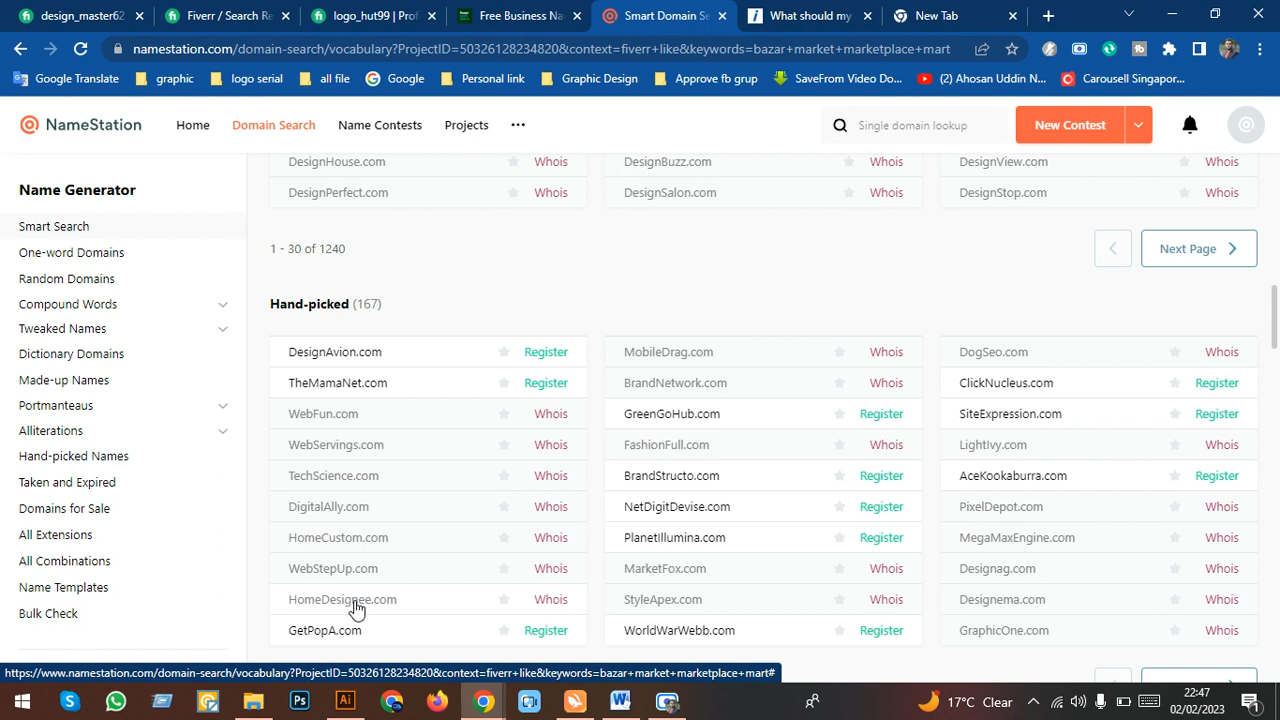 design_master62
Fiverr / Search Re
logo_hut99 | Prof
Free Business Na
Smart Domain Se
What should my
New Tab
namestation.com/domain-search/vocabulary?ProjectID=50326128234820&context=fiverr+like&keywords=bazar+market+marketplace+mart
Google Translate
graphic
logo serial
all file
Google
Personal link
Graphic Design
Approve fb grup
SaveFrom Video Do...
(2) Ahosan Uddin N...
Carousell Singapor...
NameStation
Home
Domain Search
Name Contests
Projects
Single domain lookup
New Contest
Name Generator
Smart Search
One-word Domains
Random Domains
Compound Words
Tweaked Names
Dictionary Domains
Made-up Names
Portmanteaus
Alliterations
Hand-picked Names
Taken and Expired
Domains for Sale
All Extensions
All Combinations
Name Templates
Bulk Check
DesignHouse.com Whois DesignBuzz.com Whois DesignView.com Whois
DesignPerfect.com Whois DesignSalon.com Whois DesignStop.com Whois
1 - 30 of 1240
Next Page
Hand-picked (167)
DesignAvion.com Register MobileDrag.com Whois DogSeo.com Whois
TheMamaNet.com Register BrandNetwork.com Whois ClickNucleus.com Register
WebFun.com Whois GreenGoHub.com Register SiteExpression.com Register
WebServings.com Whois FashionFull.com Whois LightIvy.com Whois
TechScience.com Whois BrandStructo.com Register AceKookaburra.com Register
DigitalAlly.com Whois NetDigitDevise.com Register PixelDepot.com Whois
HomeCustom.com Whois PlanetIllumina.com Register MegaMaxEngine.com Whois
WebStepUp.com Whois MarketFox.com Whois Designag.com Whois
HomeDesignee.com Whois StyleApex.com Whois Designema.com Whois
GetPopA.com Register WorldWarWebb.com Register GraphicOne.com Whois
https://www.namestation.com/domain-search/vocabulary?ProjectID=50326128234820&context=fiverr+like&keywords=bazar+market+marketplace+mart#
17°C Clear
22:47
02/02/2023